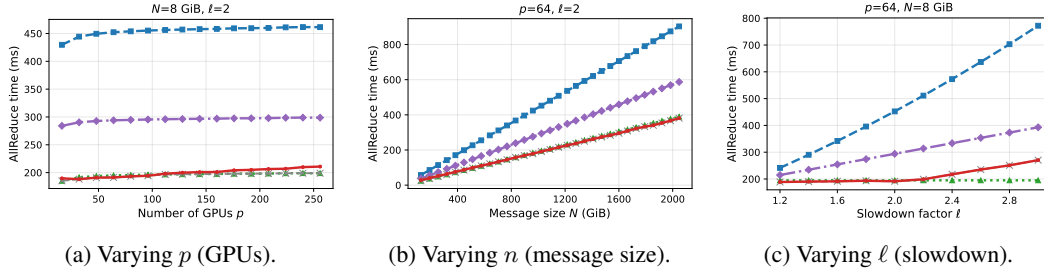 N=8 GiB, ℓ=2
AllReduce time (ms)
450
400
350
300
250
200
50
100
150
200
250
Number of GPUs p
(a) Varying p (GPUs).
p=64, ℓ=2
AllReduce time (ms)
800
600
400
200
0
400
800
1200
1600
2000
Message size N (GiB)
(b) Varying n (message size).
p=64, N=8 GiB
AllReduce time (ms)
800
700
600
500
400
300
200
1.2
1.6
2.0
2.4
2.8
Slowdown factor ℓ
(c) Varying ℓ (slowdown).